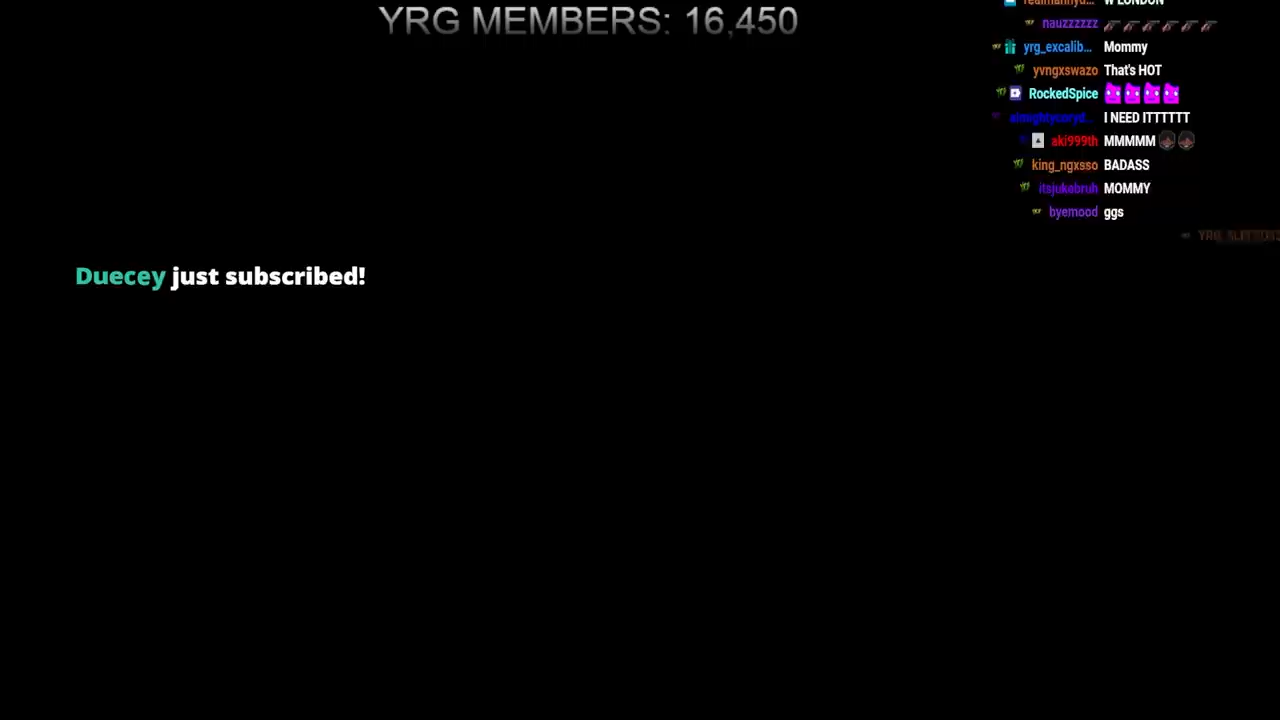 YRG MEMBERS: 16,450
W LONDON
nauzzzzzz
yrg_excalib... Mommy
yvngxswazo That's HOT
RockedSpice
almightycoryd... I NEED ITTTTTT
aki999th MMMMM
king_ngxsso BADASS
itsjukebruh MOMMY
byemood ggs
Duecey just subscribed!